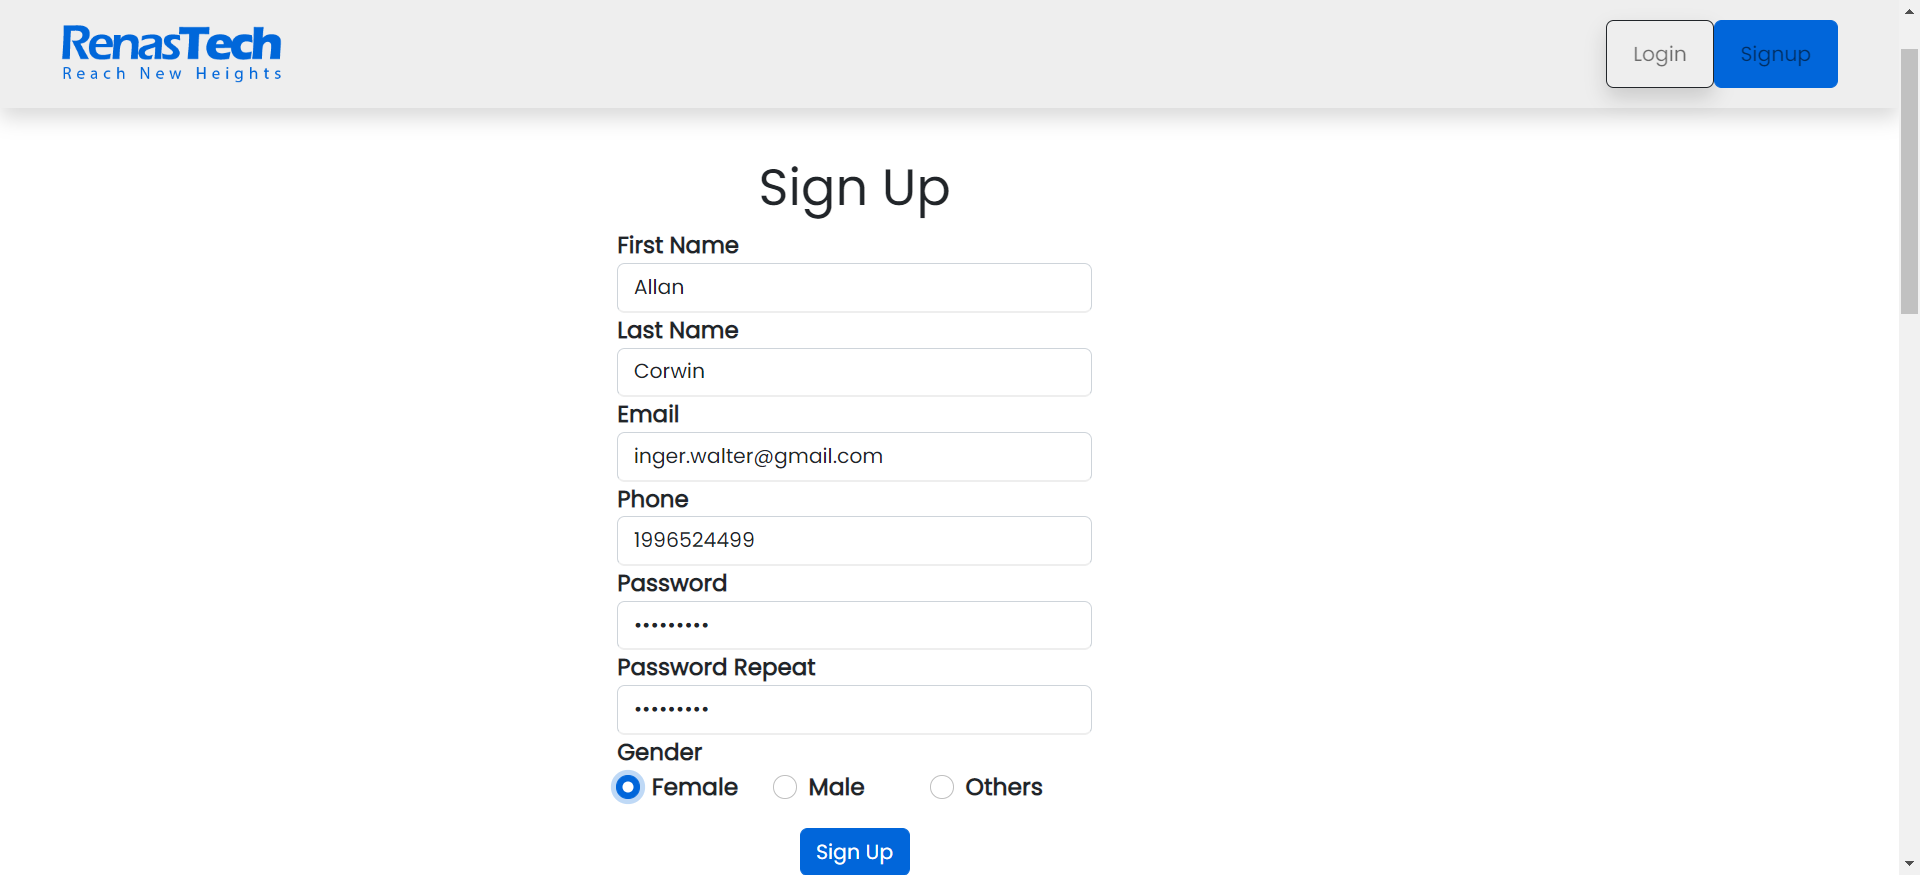 RenasTech
Reach New Heights
Login
Signup
Sign Up
First Name
Allan
Last Name
Corwin
Email
inger.walter@gmail.com
Phone
1996524499
Password
•••••••••
Password Repeat
•••••••••
Gender
Female Male Others
Sign Up